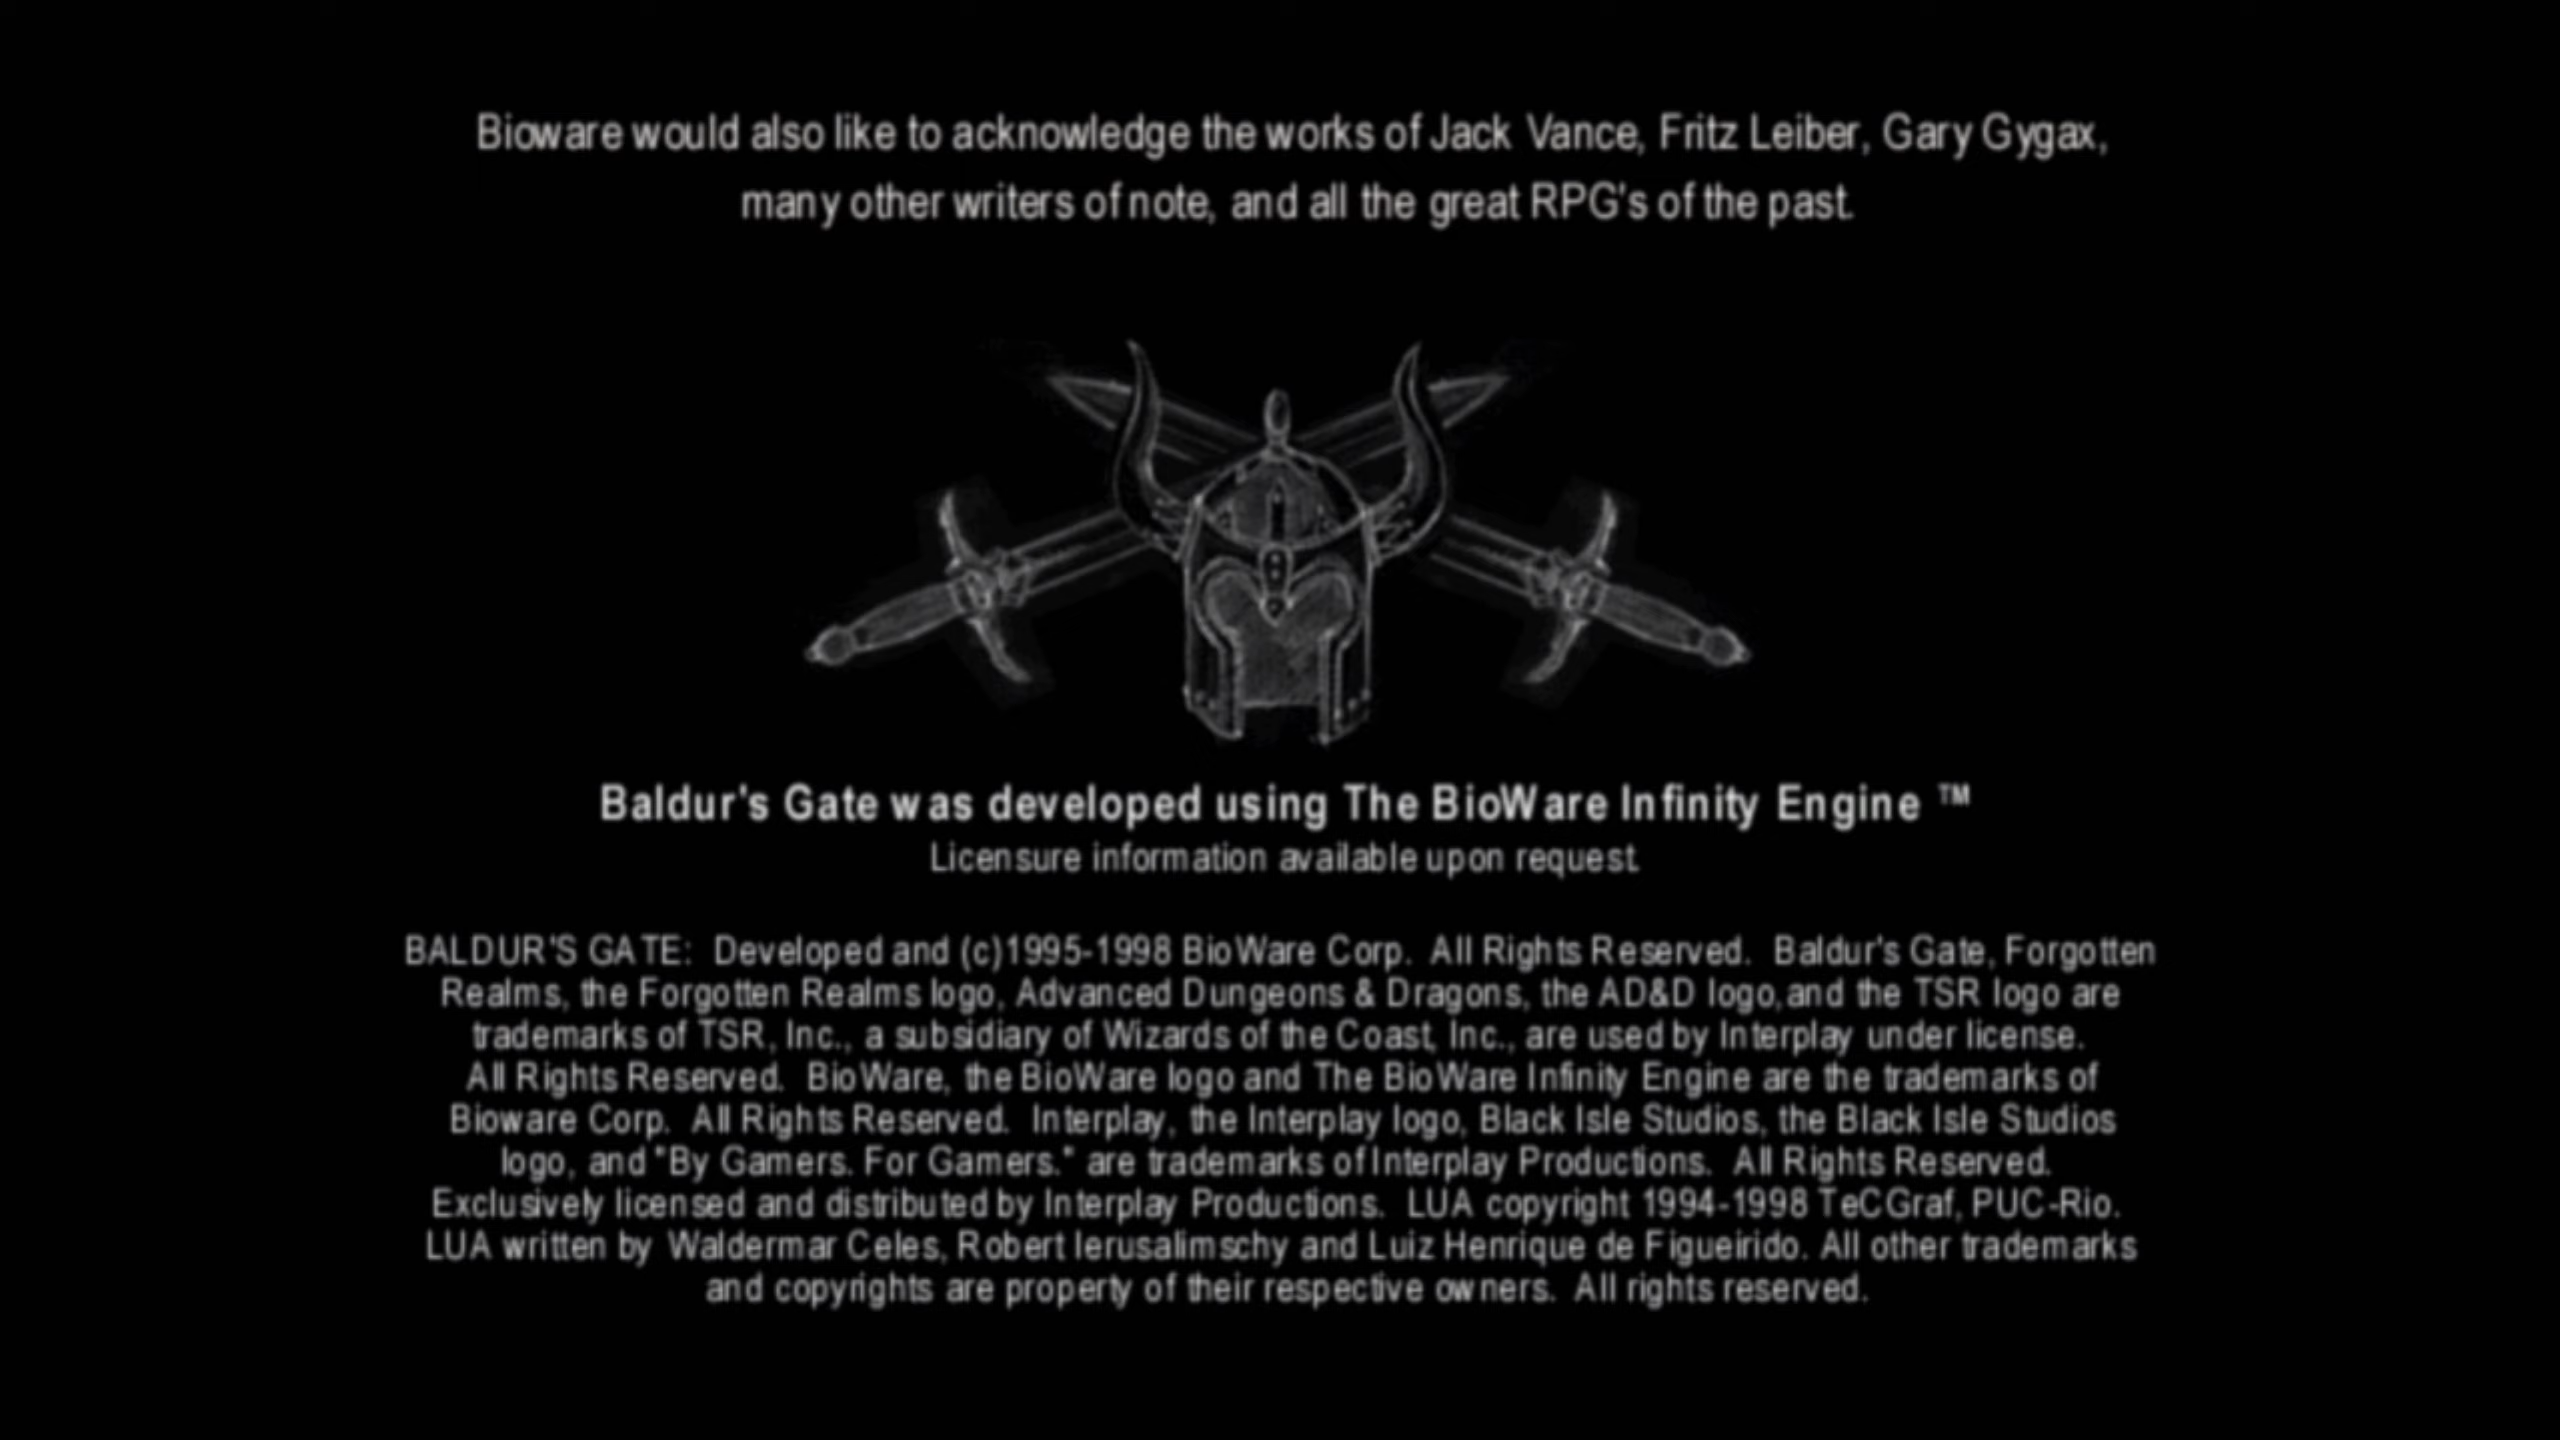 Bioware would also like to acknowledge the works of Jack Vance, Fritz Leiber, Gary Gygax,
many other writers of note, and all the great RPG's of the past.
Baldur's Gate was developed using The BioWare Infinity Engine ™
Licensure information available upon request.
BALDUR'S GATE: Developed and (c)1995-1998 BioWare Corp. All Rights Reserved. Baldur's Gate, Forgotten
Realms, the Forgotten Realms logo, Advanced Dungeons & Dragons, the AD&D logo,and the TSR logo are
trademarks of TSR, Inc., a subsidiary of Wizards of the Coast, Inc., are used by Interplay under license.
All Rights Reserved. BioWare, the BioWare logo and The BioWare Infinity Engine are the trademarks of
Bioware Corp. All Rights Reserved. Interplay, the Interplay logo, Black Isle Studios, the Black Isle Studios
logo, and "By Gamers. For Gamers." are trademarks of Interplay Productions. All Rights Reserved.
Exclusively licensed and distributed by Interplay Productions. LUA copyright 1994-1998 TeCGraf, PUC-Rio.
LUA written by Waldermar Celes, Robert Ierusalimschy and Luiz Henrique de Figueirido. All other trademarks
and copyrights are property of their respective owners. All rights reserved.